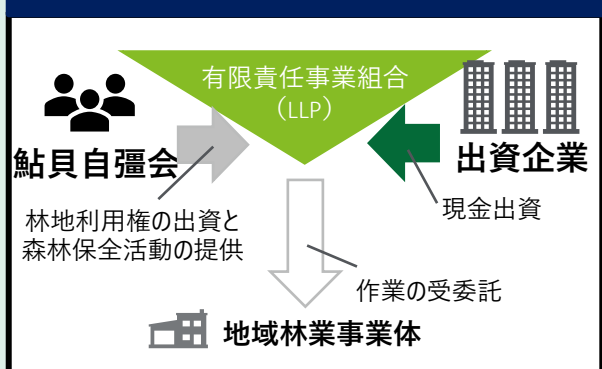 有限責任事業組合
（LLP）
鮎貝自彊会
出資企業
林地利用権の出資と
森林保全活動の提供
現金出資
作業の受委託
地域林業事業体